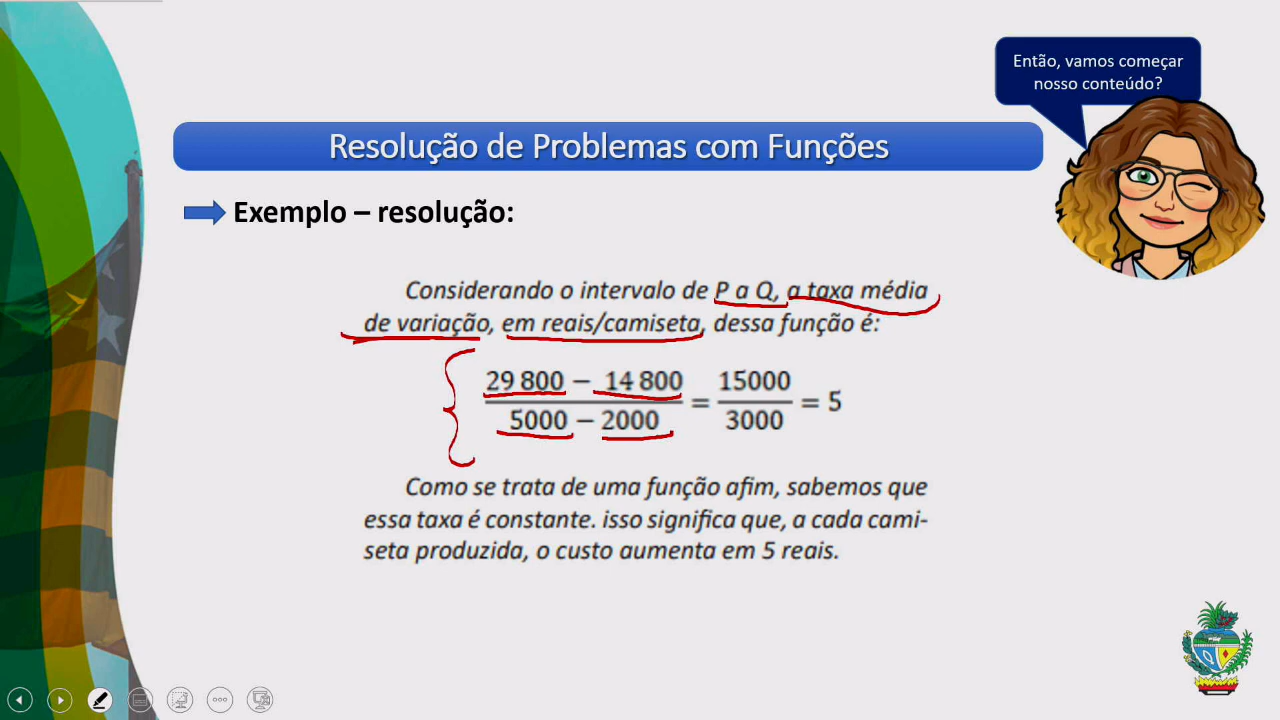 Então, vamos começar
nosso conteúdo?
Resolução de Problemas com Funções
Exemplo – resolução:
Considerando o intervalo de P a Q, a taxa média
de variação, em reais/camiseta, dessa função é:
29 800 − 14 800 / 5000 − 2000 = 15000 / 3000 = 5
Como se trata de uma função afim, sabemos que
essa taxa é constante. isso significa que, a cada cami-
seta produzida, o custo aumenta em 5 reais.